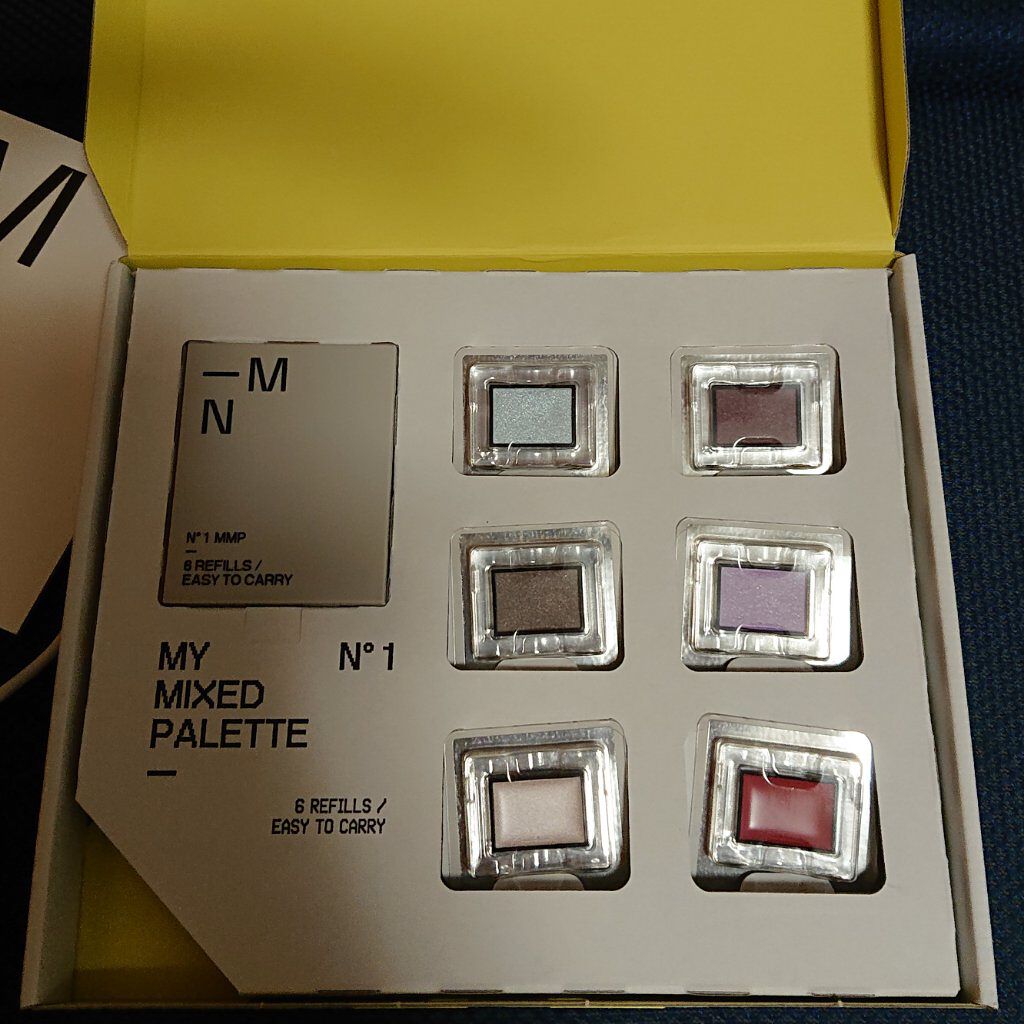 M
—M
N
N° 1 MMP
—
6 REFILLS /
EASY TO CARRY
MY N° 1
MIXED
PALETTE
—
6 REFILLS /
EASY TO CARRY